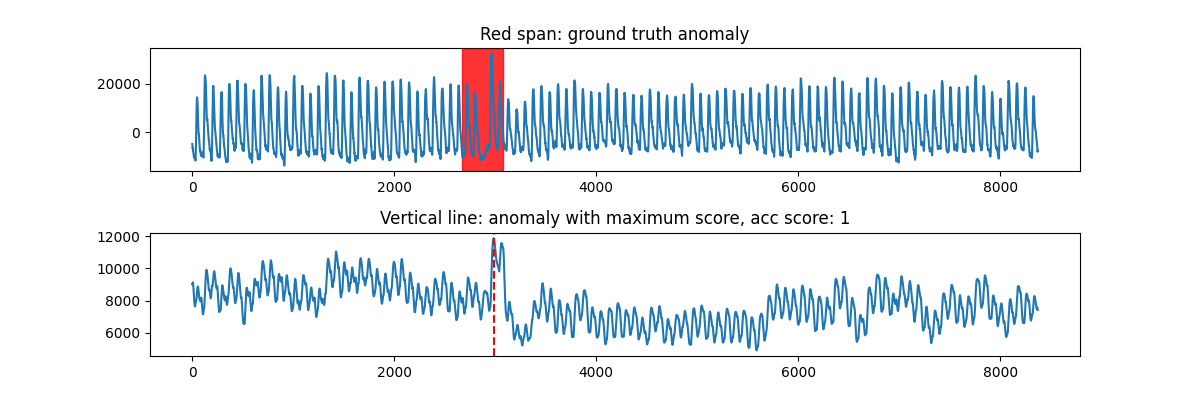 Red span: ground truth anomaly
20000
0
0 2000 4000 6000 8000
Vertical line: anomaly with maximum score, acc score: 1
12000
10000
8000
6000
0 2000 4000 6000 8000